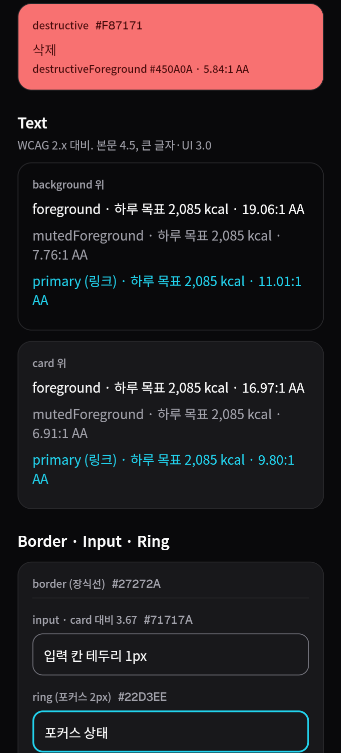 destructive #F87171
삭제
destructiveForeground #450A0A · 5.84:1 AA
Text
WCAG 2.x 대비. 본문 4.5, 큰 글자·UI 3.0
background 위
foreground · 하루 목표 2,085 kcal · 19.06:1 AA
mutedForeground · 하루 목표 2,085 kcal ·
7.76:1 AA
primary (링크) · 하루 목표 2,085 kcal · 11.01:1
AA
card 위
foreground · 하루 목표 2,085 kcal · 16.97:1 AA
mutedForeground · 하루 목표 2,085 kcal ·
6.91:1 AA
primary (링크) · 하루 목표 2,085 kcal · 9.80:1
AA
Border · Input · Ring
border (장식선) #27272A
input · card 대비 3.67 #71717A
입력 칸 테두리 1px
ring (포커스 2px) #22D3EE
포커스 상태